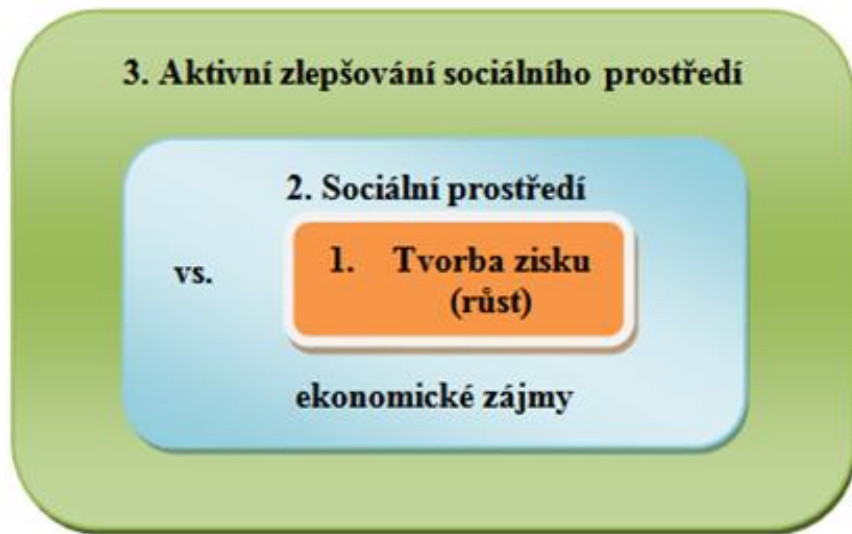 3. Aktivní zlepšování sociálního prostředí
2. Sociální prostředí
vs.
1. Tvorba zisku
(růst)
ekonomické zájmy